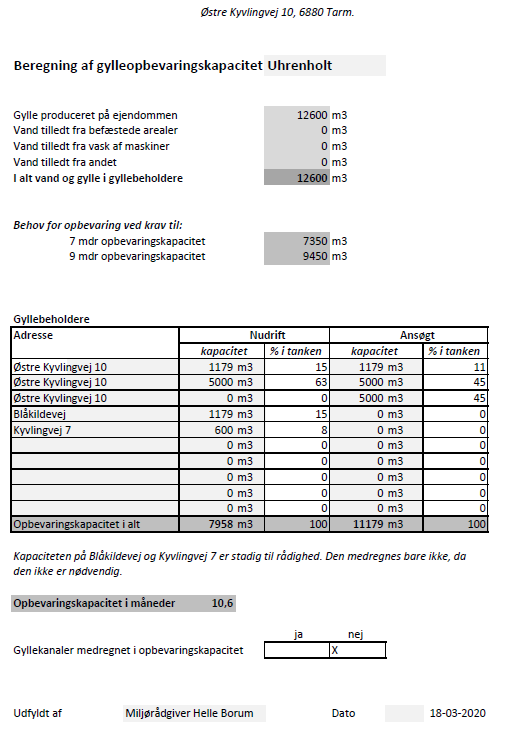 Østre Kyvlingvej 10, 6880 Tarm.
Beregning af gylleopbevaringskapacitet Uhrenholt
Gylle produceret på ejendommen 12600 m3
Vand tilledt fra befæstede arealer 0 m3
Vand tilledt fra vask af maskiner 0 m3
Vand tilledt fra andet 0 m3
I alt vand og gylle i gyllebeholdere 12600 m3
Behov for opbevaring ved krav til:
7 mdr opbevaringskapacitet 7350 m3
9 mdr opbevaringskapacitet 9450 m3
Gyllebeholdere
Adresse Nudrift Ansøgt
kapacitet % i tanken kapacitet % i tanken
Østre Kyvlingvej 10 1179 m3 15 1179 m3 11
Østre Kyvlingvej 10 5000 m3 63 5000 m3 45
Østre Kyvlingvej 10 0 m3 0 5000 m3 45
Blåkildevej 1179 m3 15 0 m3 0
Kyvlingvej 7 600 m3 8 0 m3 0
0 m3 0 0 m3 0
0 m3 0 0 m3 0
0 m3 0 0 m3 0
0 m3 0 0 m3 0
0 m3 0 0 m3 0
Opbevaringskapacitet i alt 7958 m3 100 11179 m3 100
Kapaciteten på Blåkildevej og Kyvlingvej 7 er stadig til rådighed. Den medregnes bare ikke, da
den ikke er nødvendig.
Opbevaringskapacitet i måneder 10,6
ja nej
Gyllekanaler medregnet i opbevaringskapacitet X
Udfyldt af Miljørådgiver Helle Borum Dato 18-03-2020